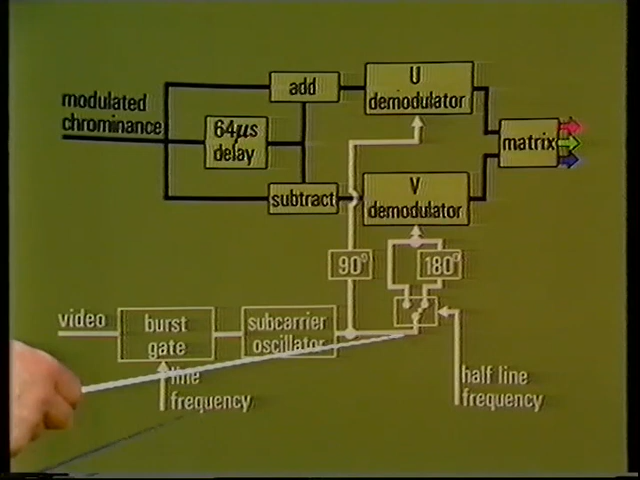 modulated
chrominance
64μs
delay
add
subtract
U
demodulator
V
demodulator
matrix
90°
180°
video
burst
gate
subcarrier
oscillator
line
frequency
half line
frequency